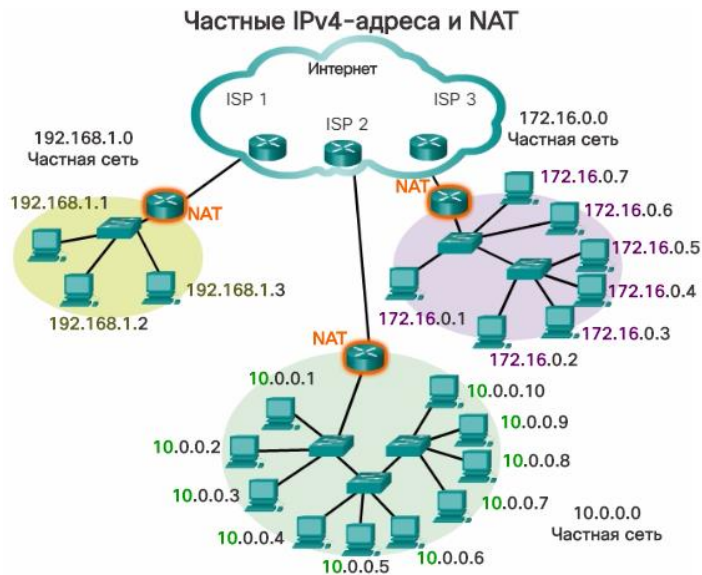 Частные IPv4-адреса и NAT
Интернет
ISP 1
ISP 2
ISP 3
192.168.1.0
Частная сеть
NAT
192.168.1.1
192.168.1.2
192.168.1.3
172.16.0.0
Частная сеть
NAT
172.16.0.7
172.16.0.6
172.16.0.5
172.16.0.4
172.16.0.3
172.16.0.2
172.16.0.1
NAT
10.0.0.1
10.0.0.2
10.0.0.3
10.0.0.4
10.0.0.5
10.0.0.6
10.0.0.7
10.0.0.8
10.0.0.9
10.0.0.10
10.0.0.0
Частная сеть